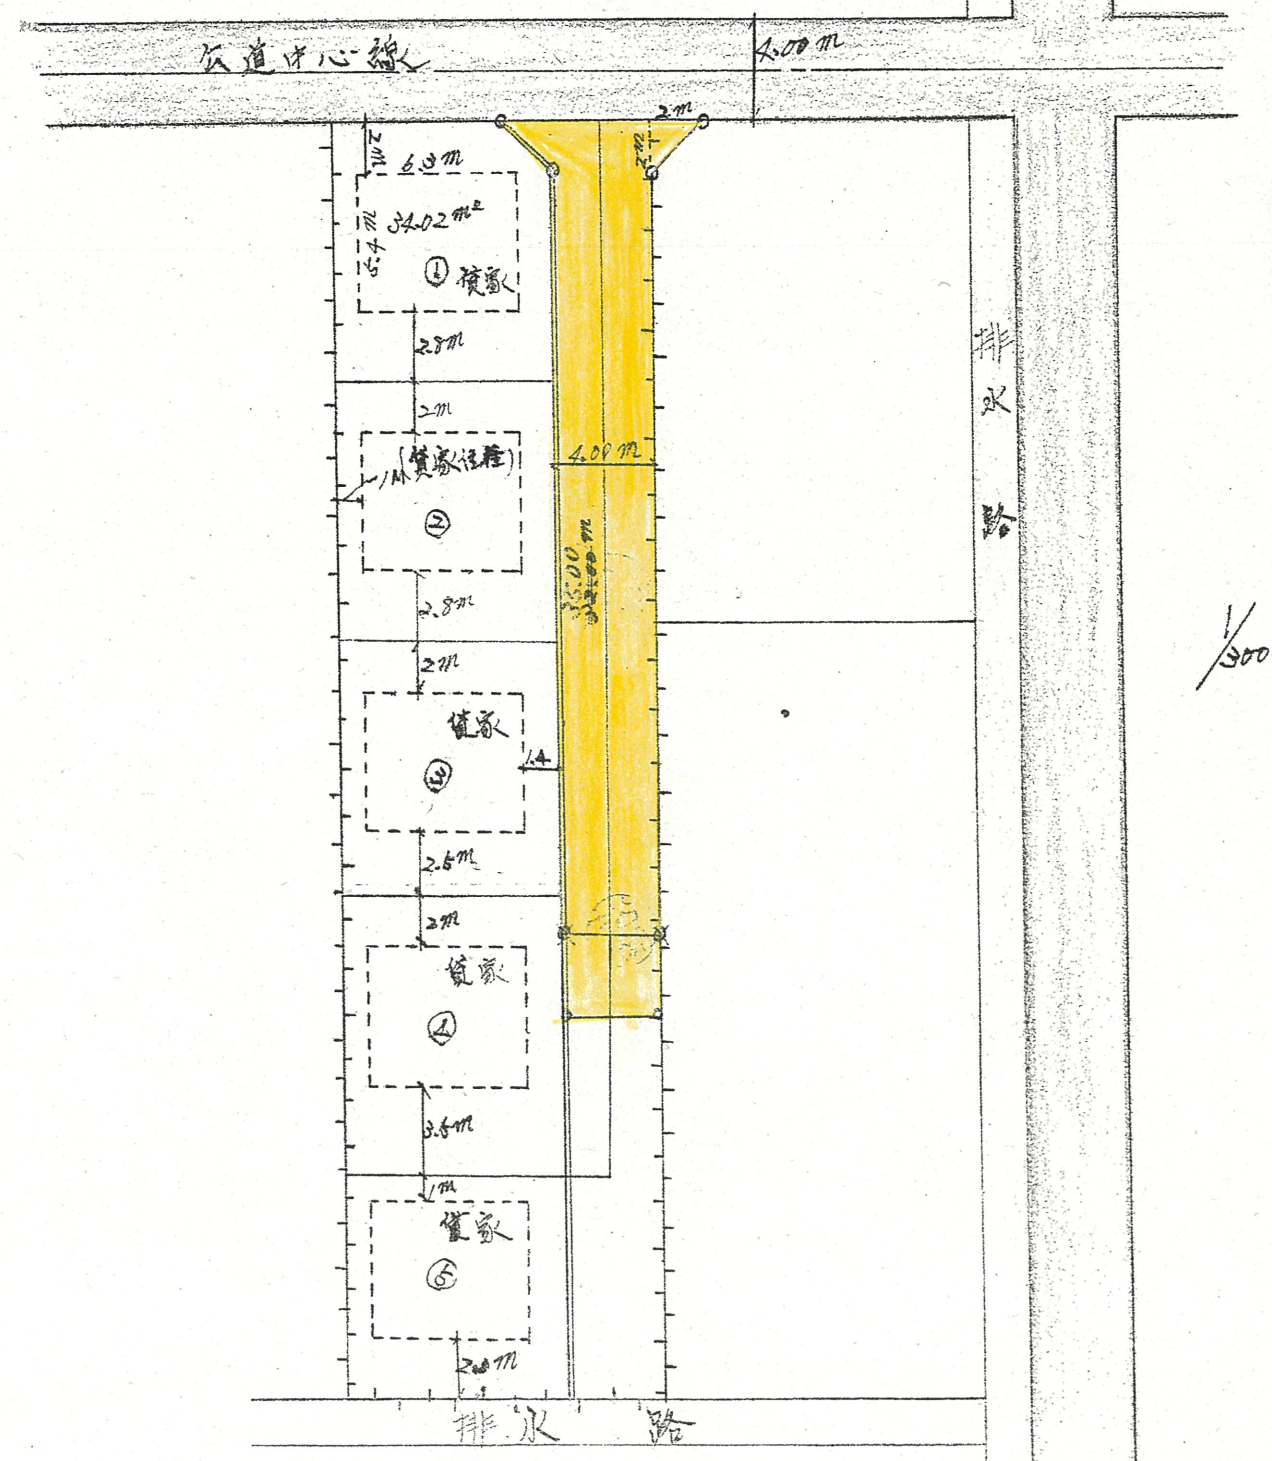 公道中心線
4.00m
2m
2m
2m
6.3m
5.4m
34.02m²
① 貸家
2.8m
2m
(貸家住宅)
1M
②
4.00m
35.00
2.8m
2m
貸家
③
1.4
2.5m
2m
貸家
④
3.5m
1m
貸家
⑤
排水路
排水路
1/300